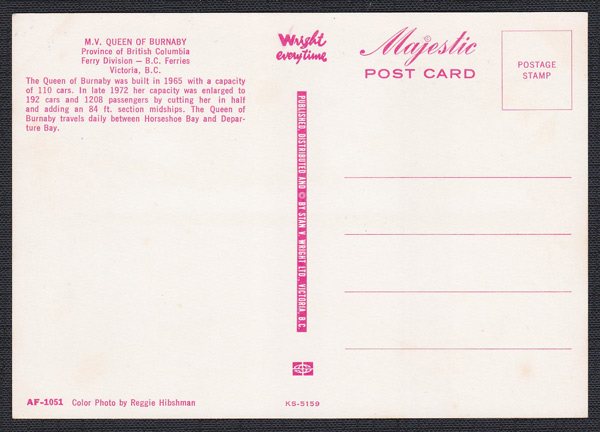 M.V. QUEEN OF BURNABY
Province of British Columbia
Ferry Division — B.C. Ferries
Victoria, B.C.
The Queen of Burnaby was built in 1965 with a capacity
of 110 cars. In late 1972 her capacity was enlarged to
192 cars and 1208 passengers by cutting her in half
and adding an 84 ft. section midships. The Queen of
Burnaby travels daily between Horseshoe Bay and Depar-
ture Bay.
Wright
everytime
PUBLISHED, DISTRIBUTED AND © BY STAN V. WRIGHT LTD. VICTORIA, B.C.
Majestic
POST CARD
POSTAGE
STAMP
AF-1051 Color Photo by Reggie Hibshman
KS-5159